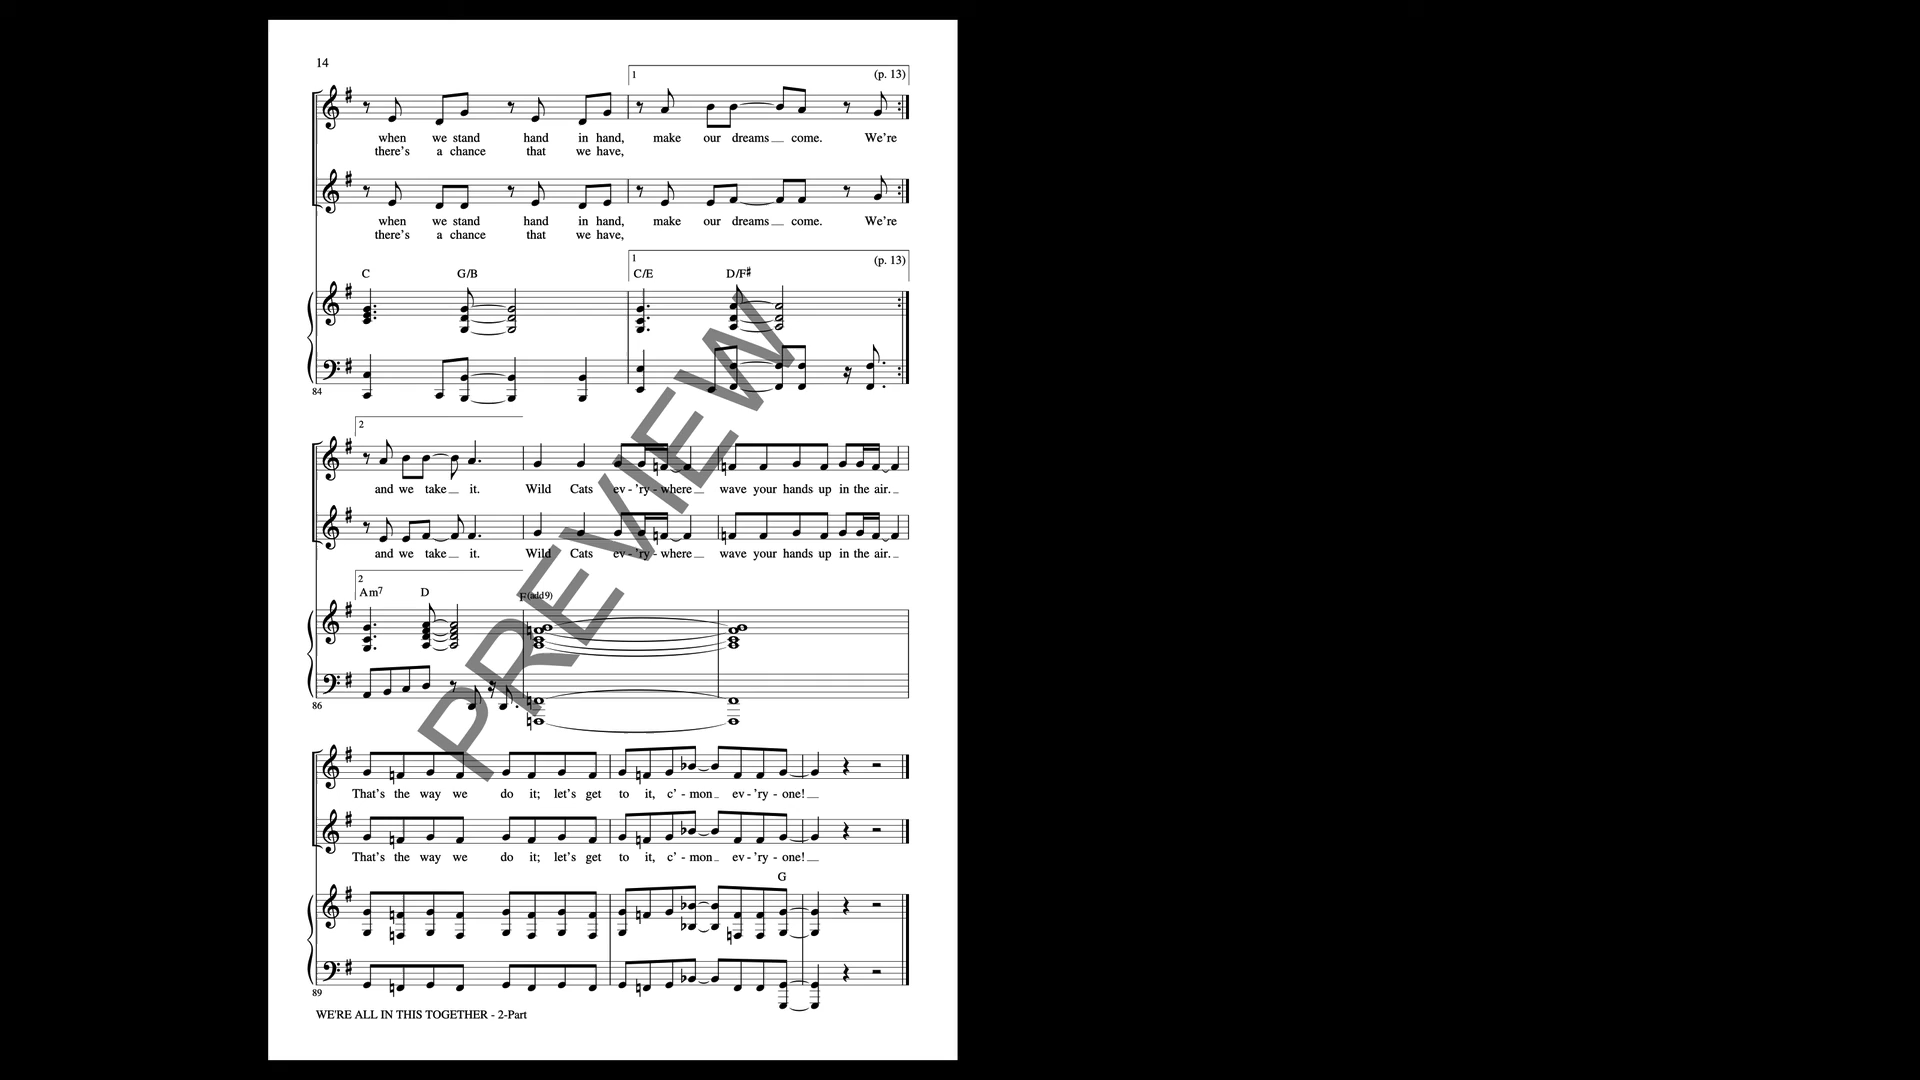 14
1 (p. 13)
when we stand hand in hand, make our dreams come. We're
there's a chance that we have,
when we stand hand in hand, make our dreams come. We're
there's a chance that we have,
1 (p. 13)
C G/B C/E D/F♯
84
2
and we take it. Wild Cats ev - 'ry - where wave your hands up in the air.
and we take it. Wild Cats ev - 'ry - where wave your hands up in the air.
2
Am7 D F(add9)
86
That's the way we do it; let's get to it, c' - mon ev - 'ry - one!
That's the way we do it; let's get to it, c' - mon ev - 'ry - one!
G
89
WE'RE ALL IN THIS TOGETHER - 2-Part
PREVIEW